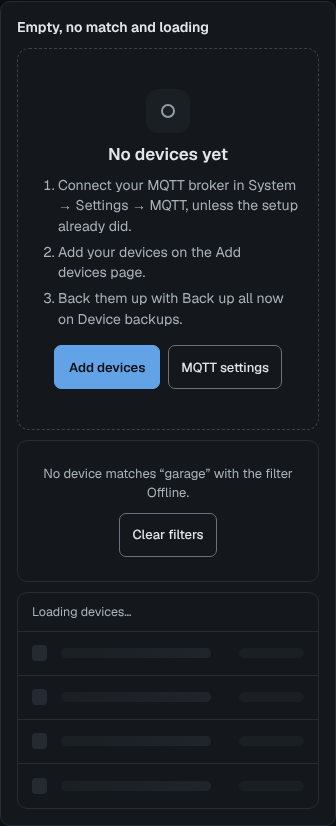 Empty, no match and loading
No devices yet
1. Connect your MQTT broker in System
→ Settings → MQTT, unless the setup
already did.
2. Add your devices on the Add
devices page.
3. Back them up with Back up all now
on Device backups.
Add devices
MQTT settings
No device matches “garage” with the filter
Offline.
Clear filters
Loading devices…